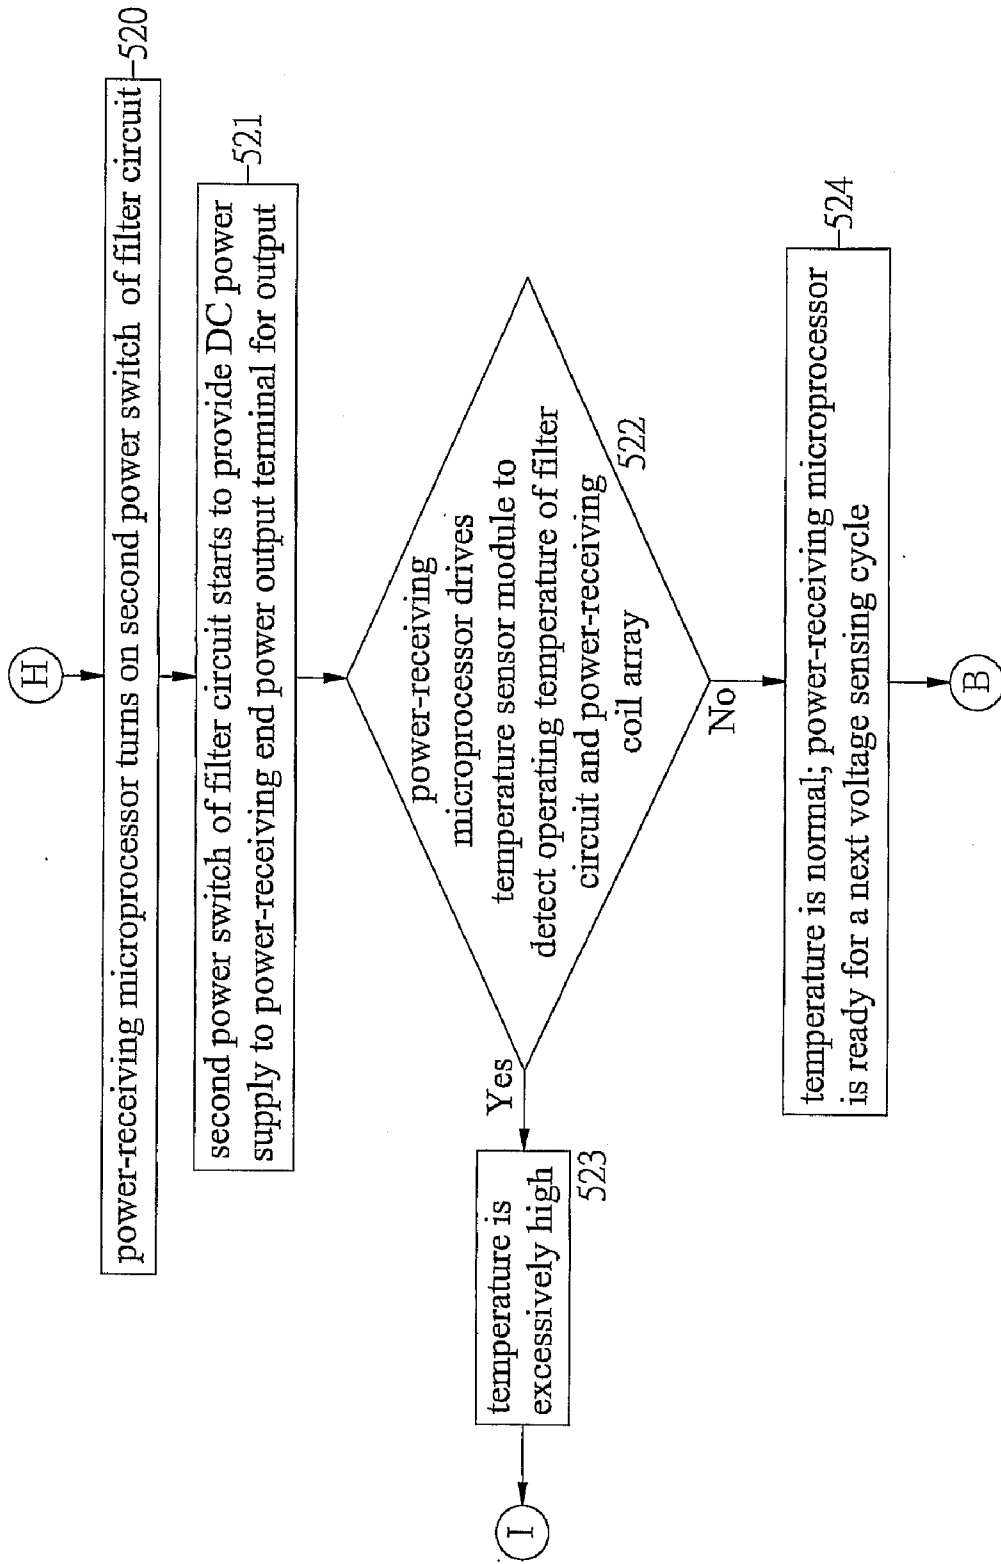 H
power-receiving microprocessor turns on second power switch of filter circuit
520
second power switch of filter circuit starts to provide DC power
supply to power-receiving end power output terminal for output
521
power-receiving
microprocessor drives
temperature sensor module to
detect operating temperature of filter
circuit and power-receiving
coil array
522
Yes
temperature is
excessively high
523
I
No
temperature is normal; power-receiving microprocessor
is ready for a next voltage sensing cycle
524
B